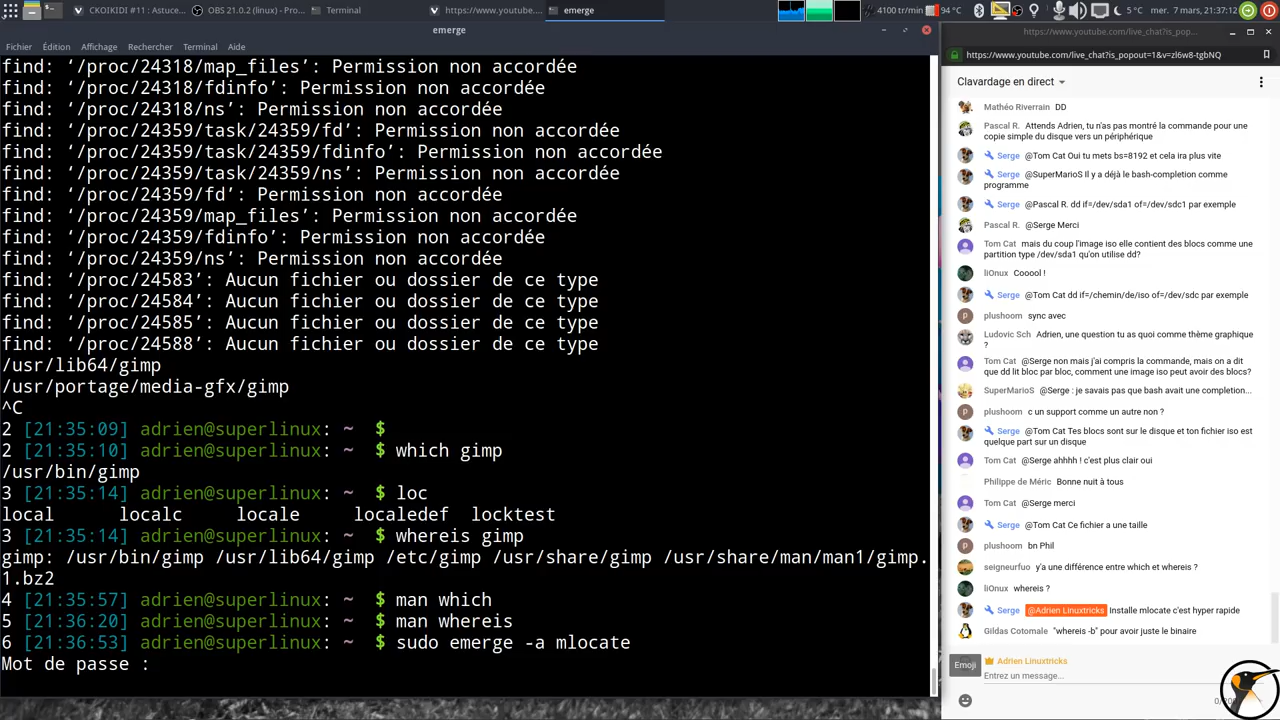 CKOIKIDI #11 : Astuce...
OBS 21.0.2 (linux) - Pro...
Terminal
https://www.youtube....
emerge
4100 tr/min
94 °C
5 °C
mer. 7 mars, 21:37:12
emerge
Fichier Édition Affichage Rechercher Terminal Aide
find: ‘/proc/24318/map_files’: Permission non accordée
find: ‘/proc/24318/fdinfo’: Permission non accordée
find: ‘/proc/24318/ns’: Permission non accordée
find: ‘/proc/24359/task/24359/fd’: Permission non accordée
find: ‘/proc/24359/task/24359/fdinfo’: Permission non accordée
find: ‘/proc/24359/task/24359/ns’: Permission non accordée
find: ‘/proc/24359/fd’: Permission non accordée
find: ‘/proc/24359/map_files’: Permission non accordée
find: ‘/proc/24359/fdinfo’: Permission non accordée
find: ‘/proc/24359/ns’: Permission non accordée
find: ‘/proc/24583’: Aucun fichier ou dossier de ce type
find: ‘/proc/24584’: Aucun fichier ou dossier de ce type
find: ‘/proc/24585’: Aucun fichier ou dossier de ce type
find: ‘/proc/24588’: Aucun fichier ou dossier de ce type
/usr/lib64/gimp
/usr/portage/media-gfx/gimp
^C
2 [21:35:09] adrien@superlinux: ~ $
2 [21:35:10] adrien@superlinux: ~ $ which gimp
/usr/bin/gimp
3 [21:35:14] adrien@superlinux: ~ $ loc
local localc locale localedef locktest
3 [21:35:14] adrien@superlinux: ~ $ whereis gimp
gimp: /usr/bin/gimp /usr/lib64/gimp /etc/gimp /usr/share/gimp /usr/share/man/man1/gimp.
1.bz2
4 [21:35:57] adrien@superlinux: ~ $ man which
5 [21:36:24] adrien@superlinux: ~ $ man whereis
6 [21:36:53] adrien@superlinux: ~ $ sudo emerge -a mlocate
Mot de passe :
https://www.youtube.com/live_chat?is_pop...
https://www.youtube.com/live_chat?is_popout=1&v=zl6w8-tgbNQ
Clavardage en direct
Mathéo Riverrain DD
Pascal R. Attends Adrien, tu n'as pas montré la commande pour une
copie simple du disque vers un périphérique
Serge @Tom Cat Oui tu mets bs=8192 et cela ira plus vite
Serge @SuperMarioS Il y a déjà le bash-completion comme
programme
Serge @Pascal R. dd if=/dev/sda1 of=/dev/sdc1 par exemple
Pascal R. @Serge Merci
Tom Cat mais du coup l'image iso elle contient des blocs comme une
partition type /dev/sda1 qu'on utilise dd?
liOnux Cooool !
Serge @Tom Cat dd if=/chemin/de/iso of=/dev/sdc par exemple
plushoom sync avec
Ludovic Sch Adrien, une question tu as quoi comme thème graphique
?
Tom Cat @Serge non mais j'ai compris la commande, mais on a dit
que dd lit bloc par bloc, comment une image iso peut avoir des blocs?
SuperMarioS @Serge : je savais pas que bash avait une completion...
plushoom c un support comme un autre non ?
Serge @Tom Cat Tes blocs sont sur le disque et ton fichier iso est
quelque part sur un disque
Tom Cat @Serge ahhhh ! c'est plus clair oui
Philippe de Méric Bonne nuit à tous
Tom Cat @Serge merci
Serge @Tom Cat Ce fichier a une taille
plushoom bn Phil
seigneurfuo y'a une différence entre which et whereis ?
liOnux whereis ?
Serge @Adrien Linuxtricks Installe mlocate c'est hyper rapide
Gildas Cotomale "whereis -b" pour avoir juste le binaire
Emoji
Adrien Linuxtricks
Entrez un message...